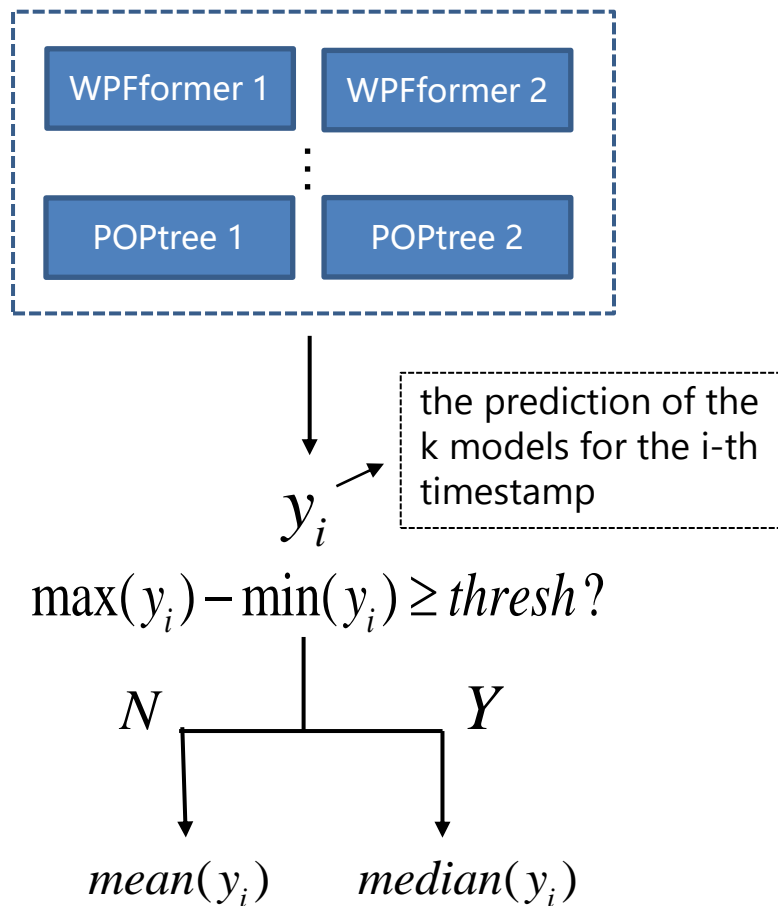 WPFformer 1
WPFformer 2
⋮
POPtree 1
POPtree 2
the prediction of the
k models for the i-th
timestamp
y_i
max(y_i) − min(y_i) ≥ thresh?
N
Y
mean(y_i)
median(y_i)